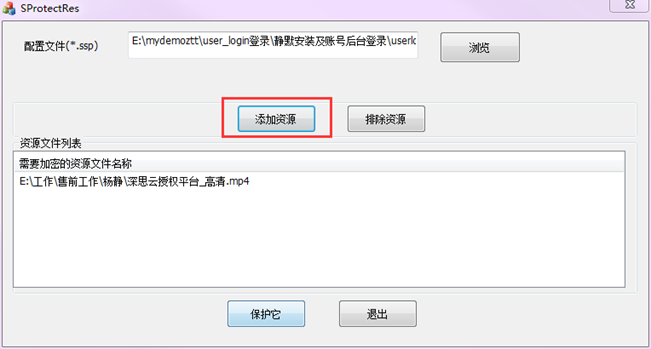 SProtectRes
配置文件(*.ssp)
E:\mydemoztt\user_login登录\静默安装及账号后台登录\userlo
浏览
添加资源
排除资源
资源文件列表
需要加密的资源文件名称
E:\工作\售前工作\杨静\深思云授权平台_高清.mp4
保护它
退出